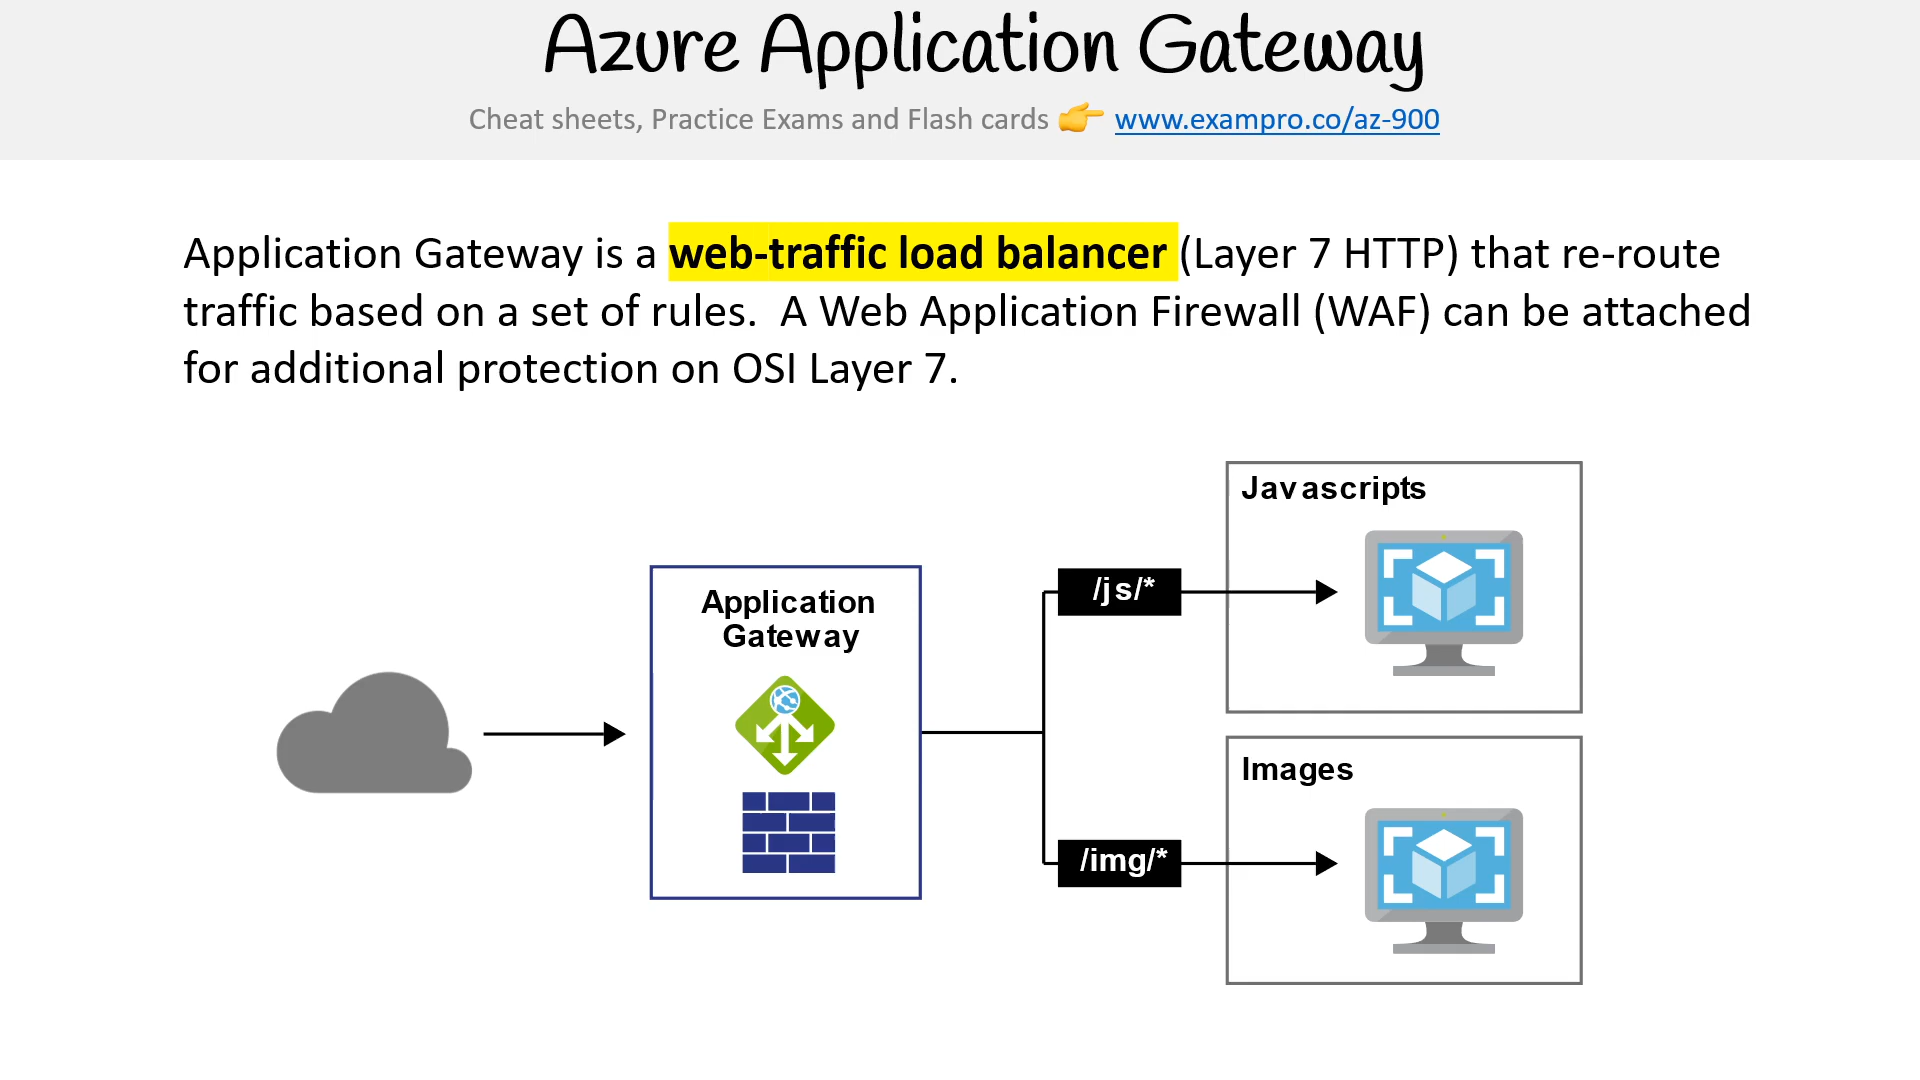 Azure Application Gateway
Cheat sheets, Practice Exams and Flash cards 👉 www.exampro.co/az-900
Application Gateway is a web-traffic load balancer (Layer 7 HTTP) that re-route
traffic based on a set of rules.  A Web Application Firewall (WAF) can be attached
for additional protection on OSI Layer 7.
Javascripts
Application
Gateway
/js/*
Images
/img/*